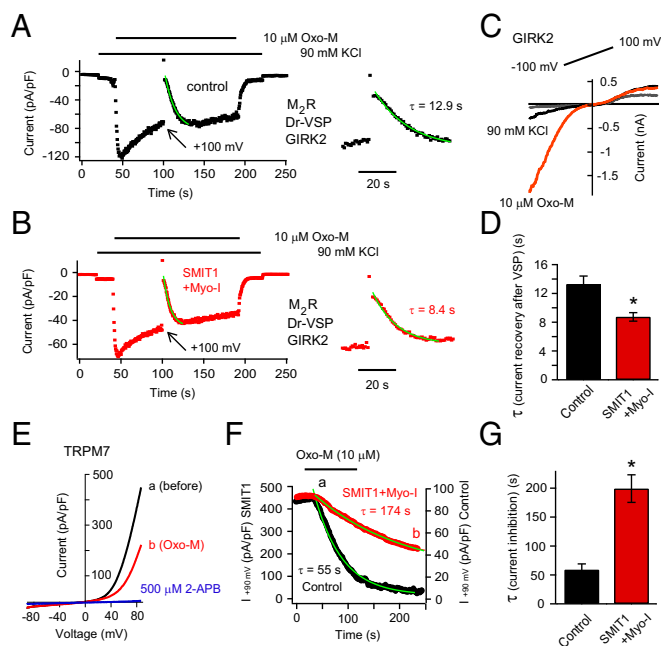 A
10 μM Oxo-M
90 mM KCl
Current (pA/pF)
0
-40
-80
-120
control
+100 mV
M2R
Dr-VSP
GIRK2
τ = 12.9 s
20 s
0 50 100 150 200 250
Time (s)
B
10 μM Oxo-M
90 mM KCl
Current (pA/pF)
0
-20
-40
-60
SMIT1
+Myo-I
+100 mV
M2R
Dr-VSP
GIRK2
τ = 8.4 s
20 s
0 50 100 150 200 250
Time (s)
C
GIRK2
100 mV
-100 mV
0.5
0
-0.5
-1
-1.5
Current (nA)
90 mM KCl
10 μM Oxo-M
D
τ (current recovery after VSP) (s)
16
12
8
4
0
*
Control
SMIT1
+Myo-I
E
TRPM7
Current (pA/pF)
500
300
100
a (before)
b (Oxo-M)
500 μM 2-APB
-80 -40 0 40 80
Voltage (mV)
F
Oxo-M (10 μM)
I +90 mV (pA/pF) SMIT1
500
400
300
200
100
0
a
SMIT1+Myo-I
τ = 174 s
b
τ = 55 s
Control
100
80
60
40
20
0
I +90 mV (pA/pF) Control
0 50 100 150 200
Time (s)
G
τ (current inhibition) (s)
200
150
100
50
0
*
Control
SMIT1
+Myo-I